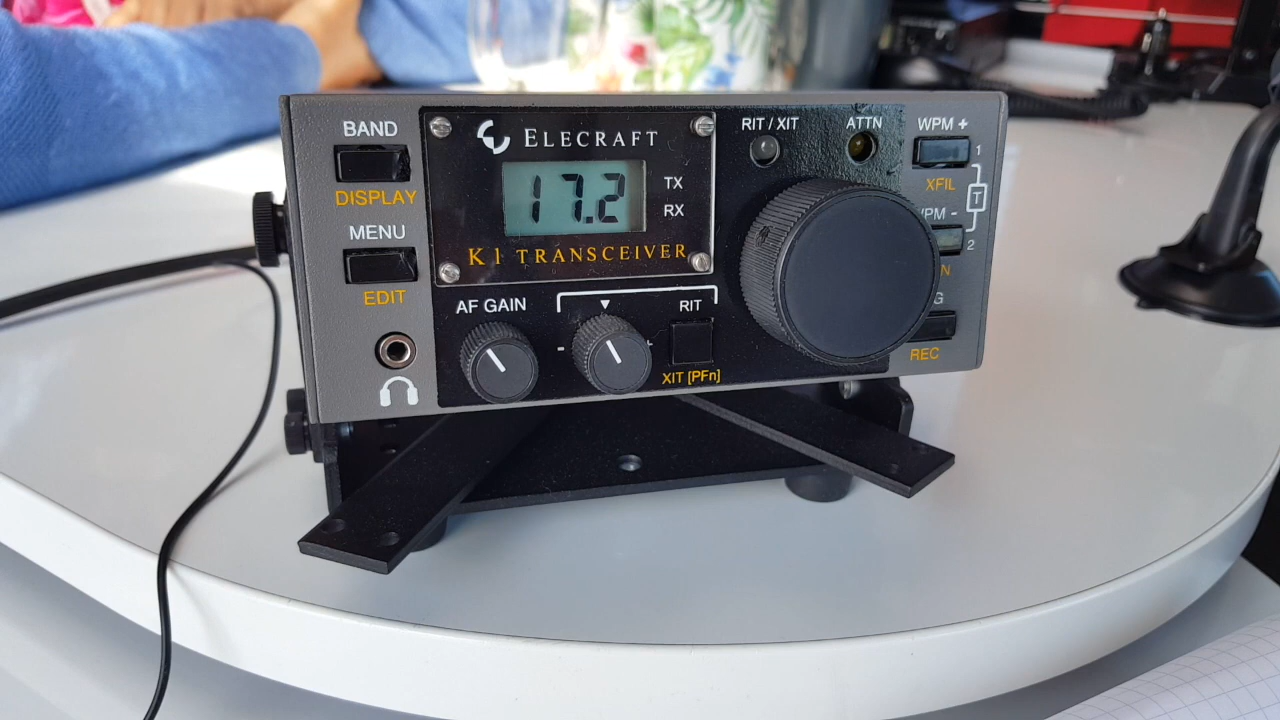 BAND
DISPLAY
MENU
EDIT
ELECRAFT
17.2
TX
RX
K1 TRANSCEIVER
AF GAIN
▼
- +
RIT
XIT [PFn]
RIT / XIT
ATTN
WPM +
1
XFIL
T
2
REC